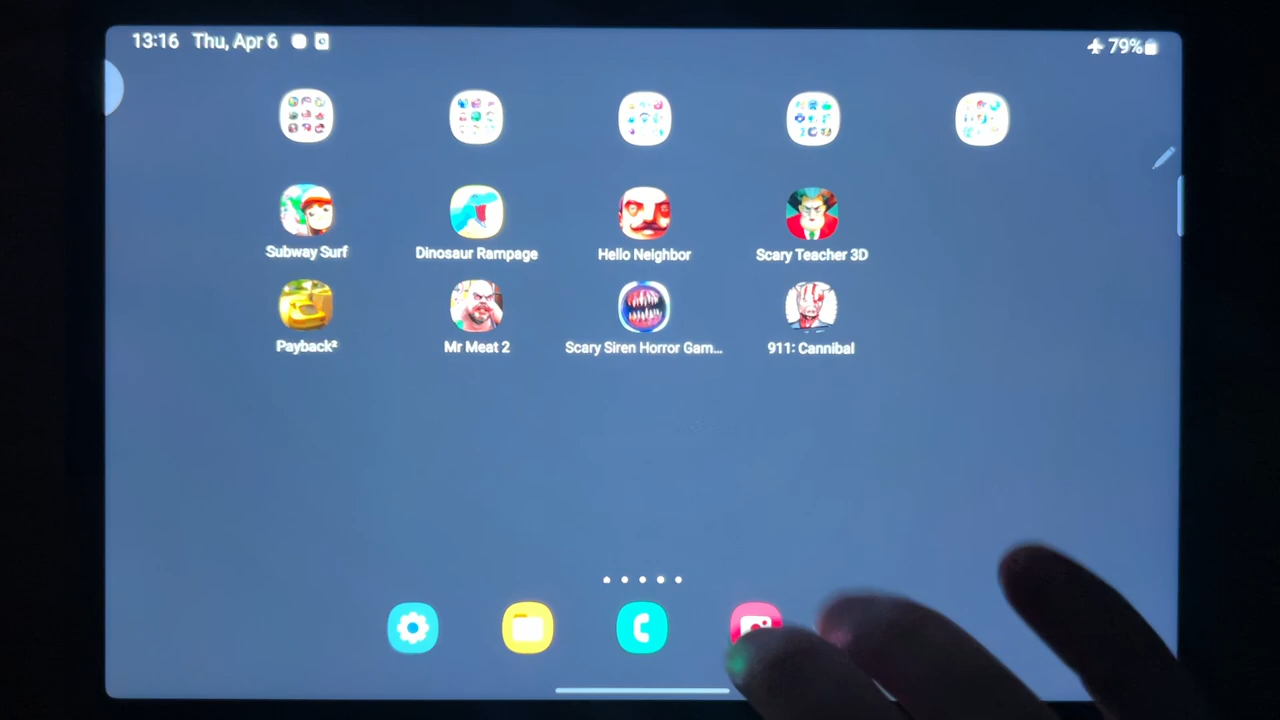 13:16 Thu, Apr 6
79%
Subway Surf
Dinosaur Rampage
Hello Neighbor
Scary Teacher 3D
Payback²
Mr Meat 2
Scary Siren Horror Gam...
911: Cannibal